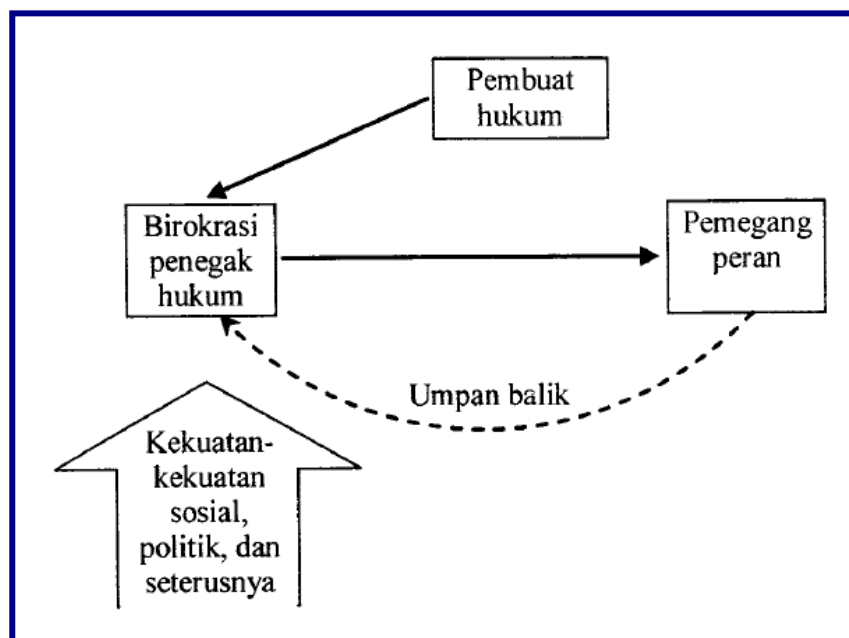 Pembuat
hukum
Birokrasi
penegak
hukum
Pemegang
peran
Umpan balik
Kekuatan-
kekuatan
sosial,
politik, dan
seterusnya